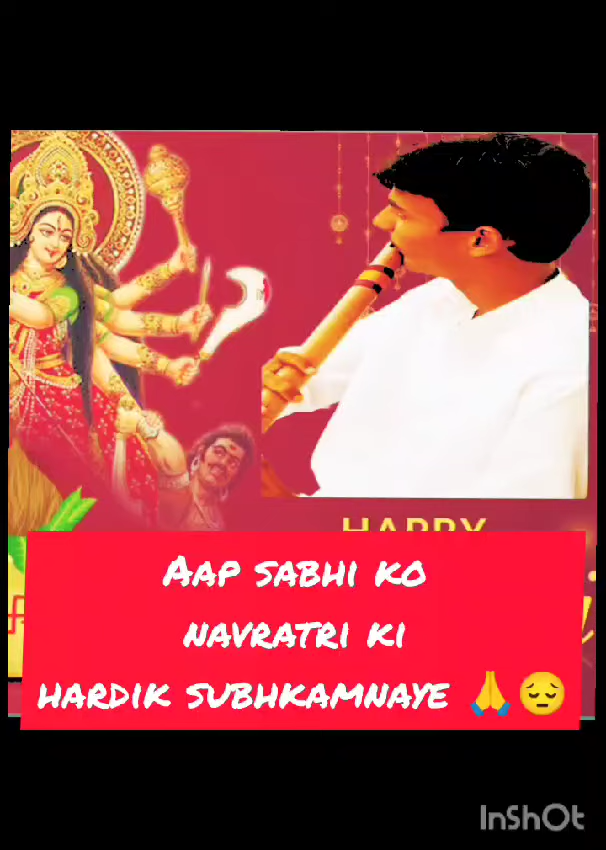 HAPPY
Aap sabhi ko
navratri ki
hardik subhkamnaye 🙏😔
InShOt